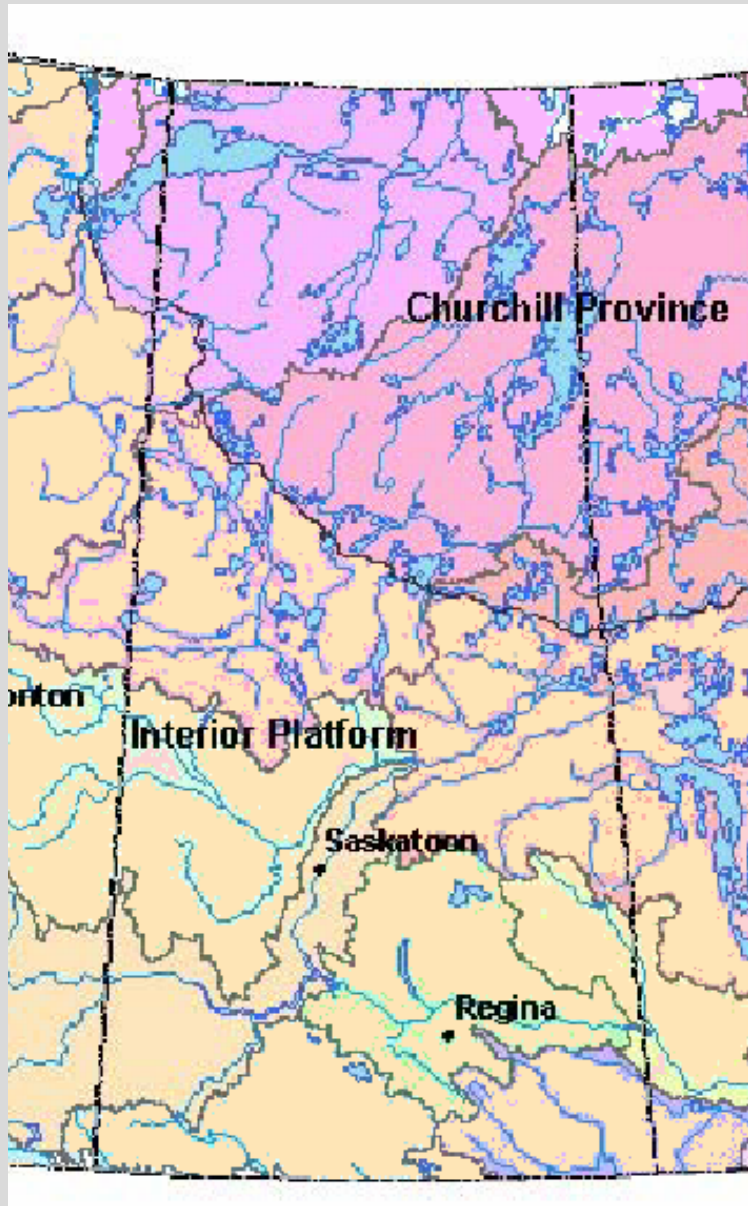 Churchill Province
onton
Interior Platform
Saskatoon
Regina